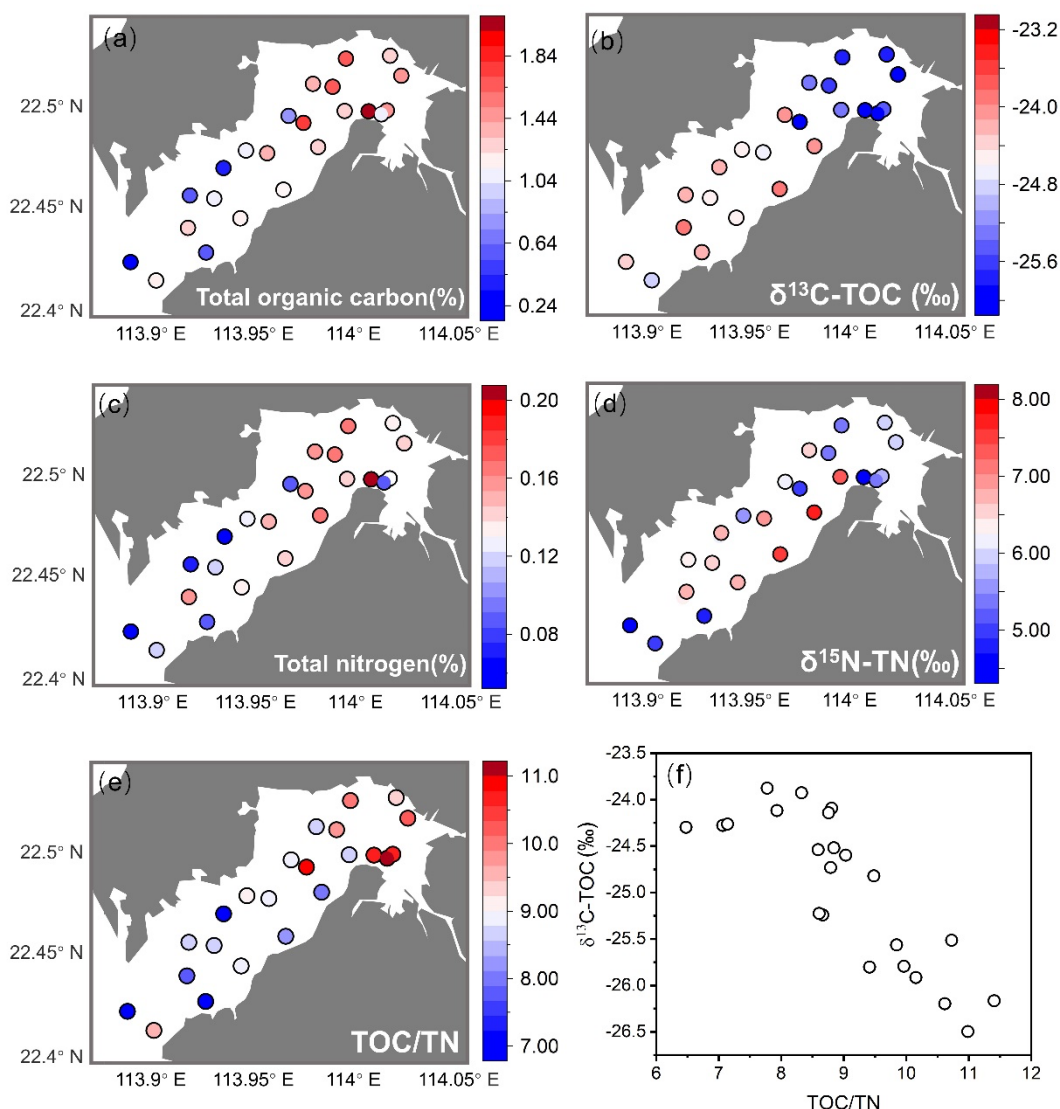 (a)
22.5° N
22.45° N
22.4° N
113.9° E
113.95° E
114° E
114.05° E
Total organic carbon(%)
1.84
1.44
1.04
0.64
0.24
(b)
113.9° E
113.95° E
114° E
114.05° E
δ¹³C-TOC (‰)
-23.2
-24.0
-24.8
-25.6
(c)
22.5° N
22.45° N
22.4° N
113.9° E
113.95° E
114° E
114.05° E
Total nitrogen(%)
0.20
0.16
0.12
0.08
(d)
113.9° E
113.95° E
114° E
114.05° E
δ¹⁵N-TN(‰)
8.00
7.00
6.00
5.00
(e)
22.5° N
22.45° N
22.4° N
113.9° E
113.95° E
114° E
114.05° E
TOC/TN
11.0
10.00
9.00
8.00
7.00
(f)
δ¹³C-TOC (‰)
-23.5
-24.0
-24.5
-25.0
-25.5
-26.0
-26.5
6 7 8 9 10 11 12
TOC/TN